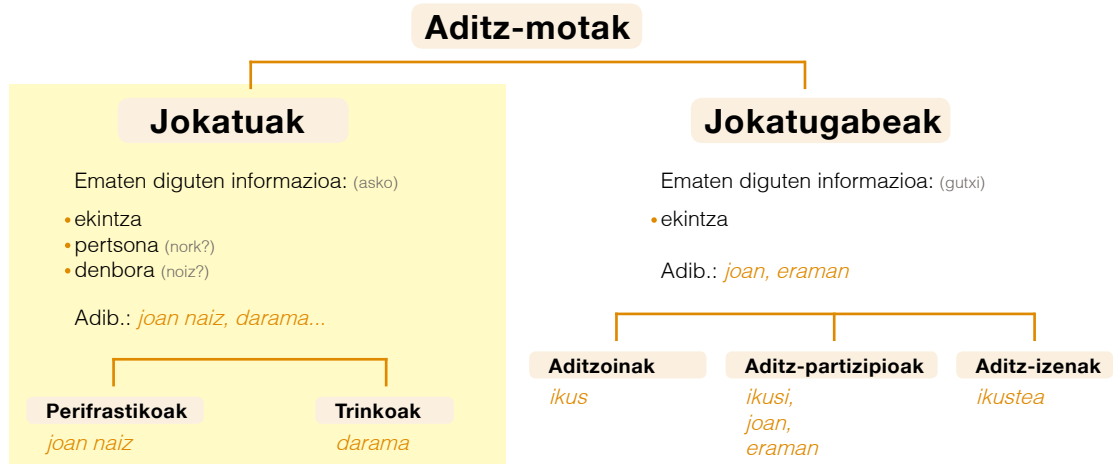 Aditz-motak
Jokatuak
Ematen diguten informazioa: (asko)
• ekintza
• pertsona (nork?)
• denbora (noiz?)
Adib.: joan naiz, darama...
Perifrastikoak
joan naiz
Trinkoak
darama
Jokatugabeak
Ematen diguten informazioa: (gutxi)
• ekintza
Adib.: joan, eraman
Aditzoinak
ikus
Aditz-partizipioak
ikusi,
joan,
eraman
Aditz-izenak
ikustea